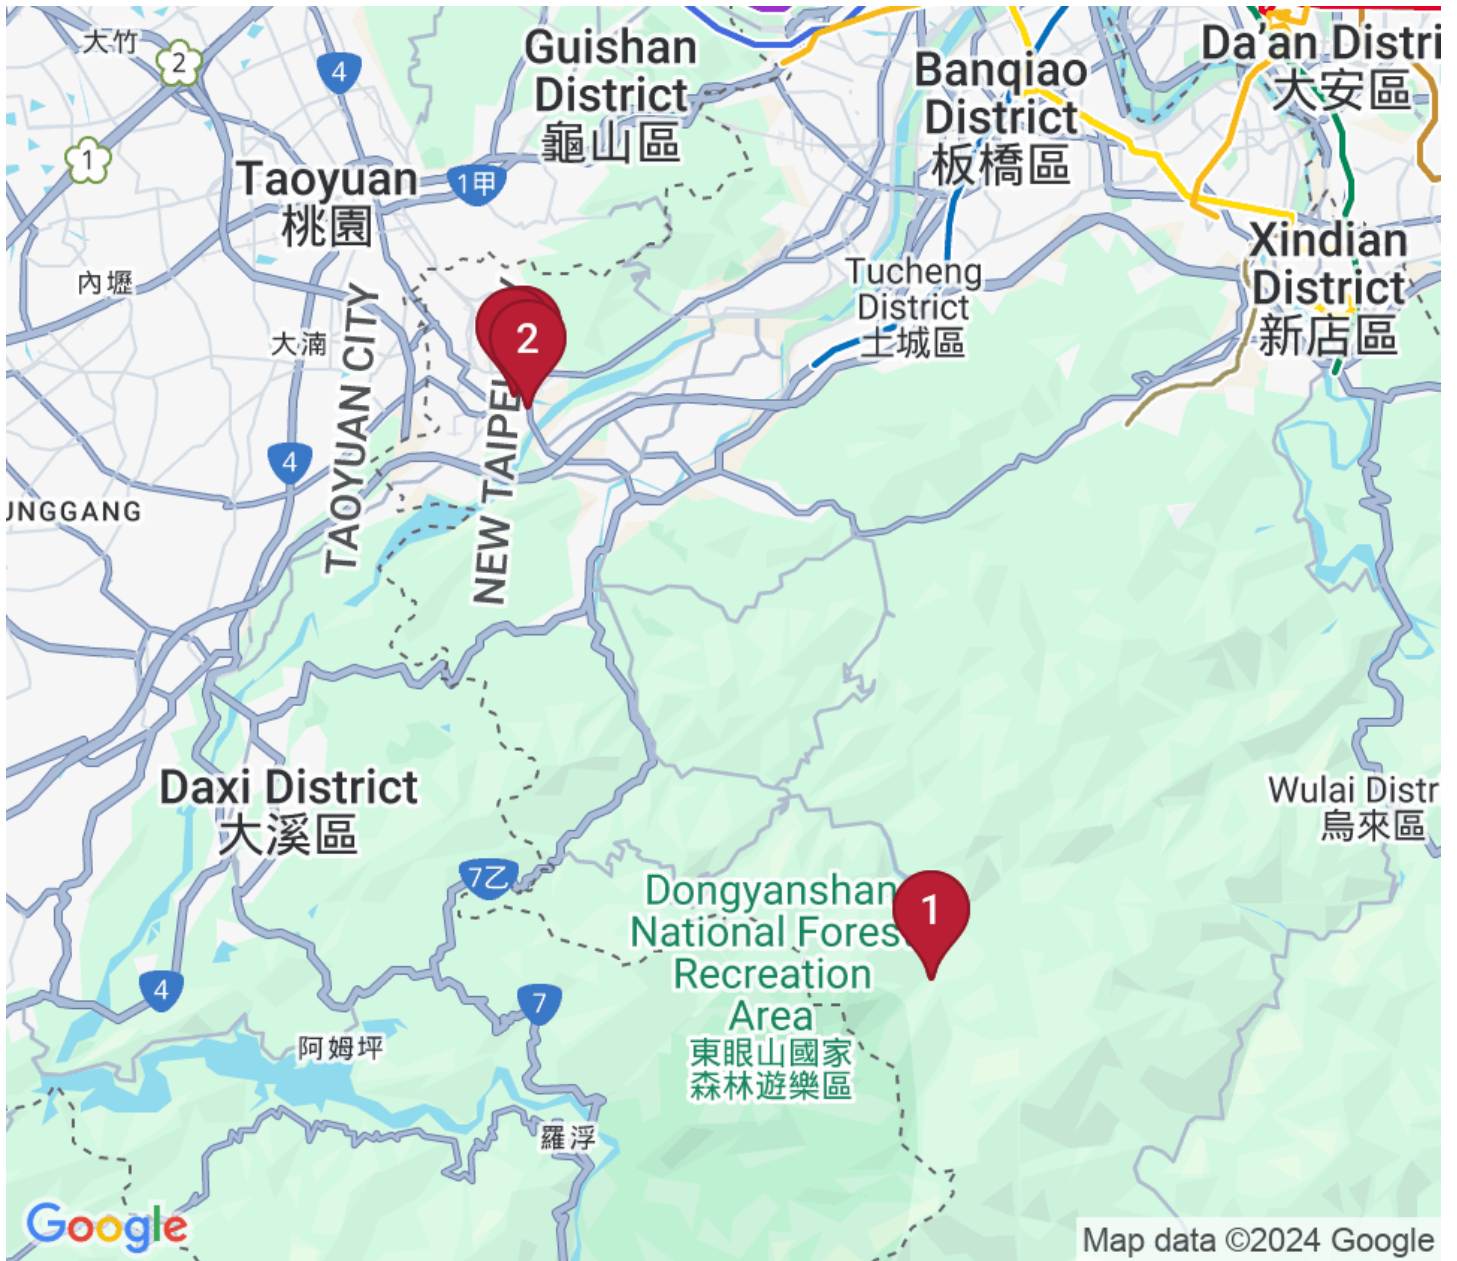 大竹
2
4
Guishan
District
龜山區
Banqiao
District
板橋區
Da'an Distri
大安區
1
Taoyuan
桃園
1甲
內壢
大湳
TAOYUAN CITY
2
NEW TAIPEI
Y
Tucheng
District
土城區
Xindian
District
新店區
4
UNGGANG
Daxi District
大溪區
7乙
Wulai Distr
烏來區
Dongyanshan
National Fores
Recreation
Area
東眼山國家
森林遊樂區
1
4
7
阿姆坪
羅浮
Google
Map data ©2024 Google